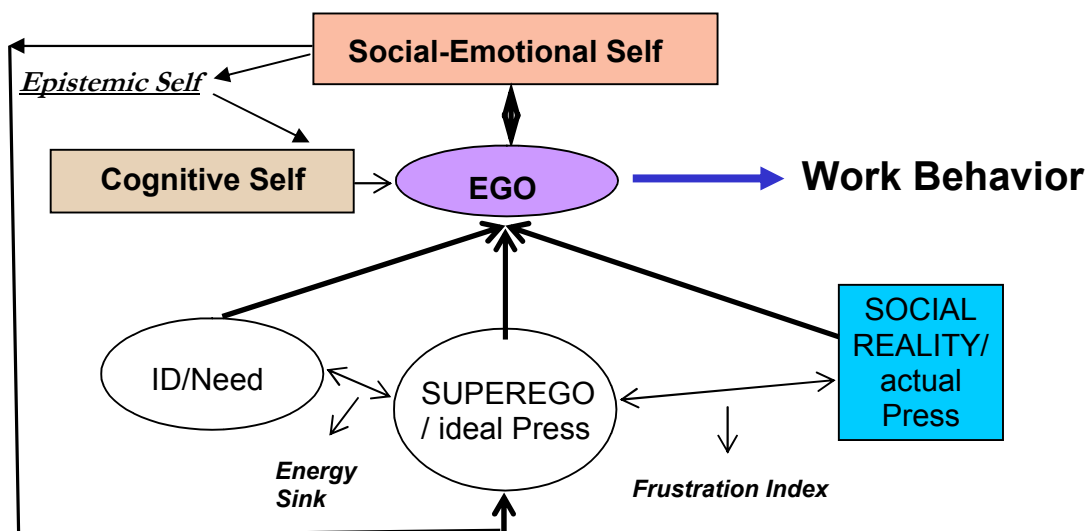 Social-Emotional Self
Epistemic Self
Cognitive Self
EGO
Work Behavior
ID/Need
SUPEREGO
/ ideal Press
SOCIAL
REALITY/
actual
Press
Energy
Sink
Frustration Index